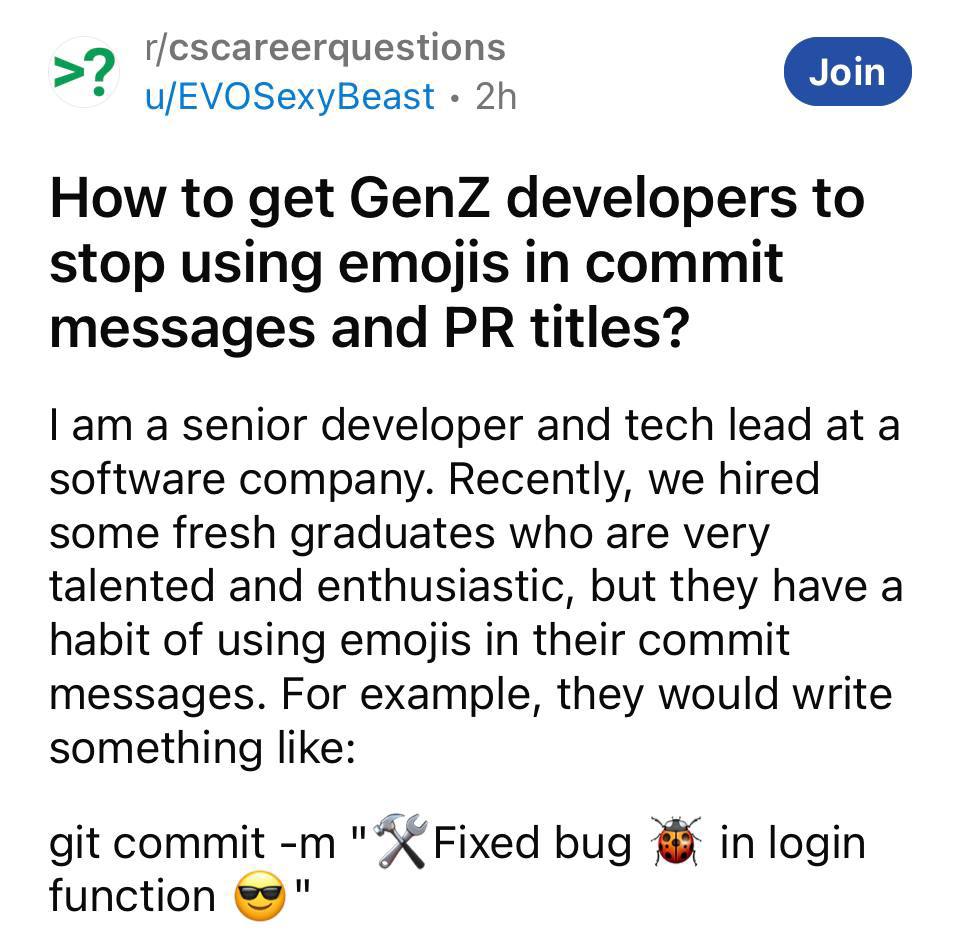 r/cscareerquestions
u/EVOSexyBeast • 2h
Join
>?
How to get GenZ developers to
stop using emojis in commit
messages and PR titles?
I am a senior developer and tech lead at a
software company. Recently, we hired
some fresh graduates who are very
talented and enthusiastic, but they have a
habit of using emojis in their commit
messages. For example, they would write
something like:
git commit -m "🛠️Fixed bug 🐞 in login
function 😎"